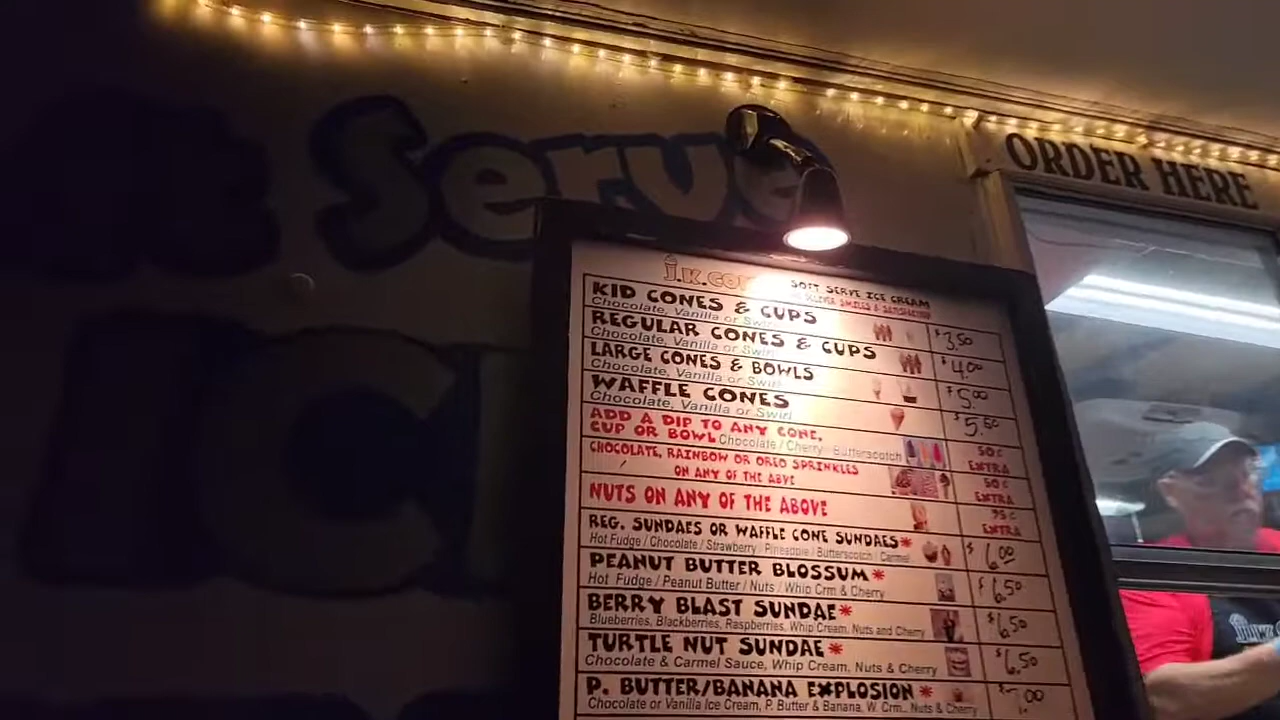 Serve
ORDER HERE
SOFT SERVE ICE CREAM
KID CONES & CUPS
Chocolate, Vanilla or Swirl
$3.50
REGULAR CONES & CUPS
Chocolate, Vanilla or Swirl
$4.00
LARGE CONES & BOWLS
Chocolate, Vanilla or Swirl
$5.00
WAFFLE CONES
Chocolate, Vanilla or Swirl
$5.50
ADD A DIP TO ANY CONE,
CUP OR BOWL Chocolate / Cherry / Butterscotch
50¢
EXTRA
CHOCOLATE, RAINBOW OR OREO SPRINKLES
ON ANY OF THE ABVE
50¢
EXTRA
NUTS ON ANY OF THE ABOVE
75¢
EXTRA
REG. SUNDAES OR WAFFLE CONE SUNDAES*
Hot Fudge / Chocolate / Strawberry / Pineapple / Butterscotch / Carmel
$6.00
PEANUT BUTTER BLOSSUM*
Hot Fudge / Peanut Butter / Nuts / Whip Crm & Cherry
$6.50
BERRY BLAST SUNDAE*
Blueberries, Blackberries, Raspberries, Whip Cream, Nuts and Cherry
$6.50
TURTLE NUT SUNDAE*
Chocolate & Carmel Sauce, Whip Cream, Nuts & Cherry
$6.50
P. BUTTER/BANANA EXPLOSION*
Chocolate or Vanilla Ice Cream, P. Butter & Banana, W. Crm., Nuts & Cherry
$7.00